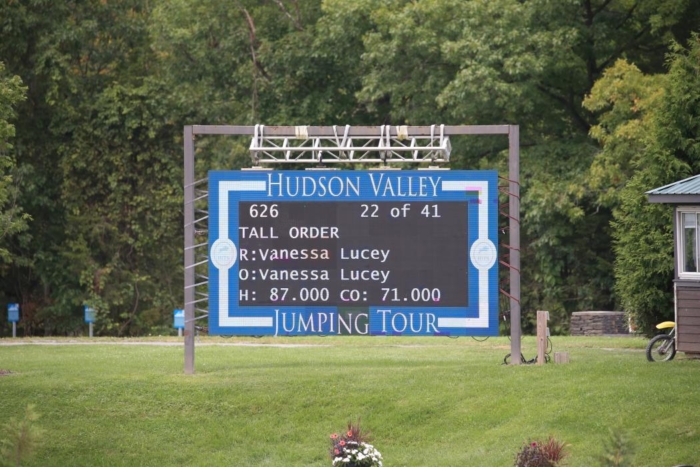 HUDSON VALLEY
626 22 of 41
TALL ORDER
R:Vanessa Lucey
O:Vanessa Lucey
H: 87.000 CO: 71.000
JUMPING TOUR